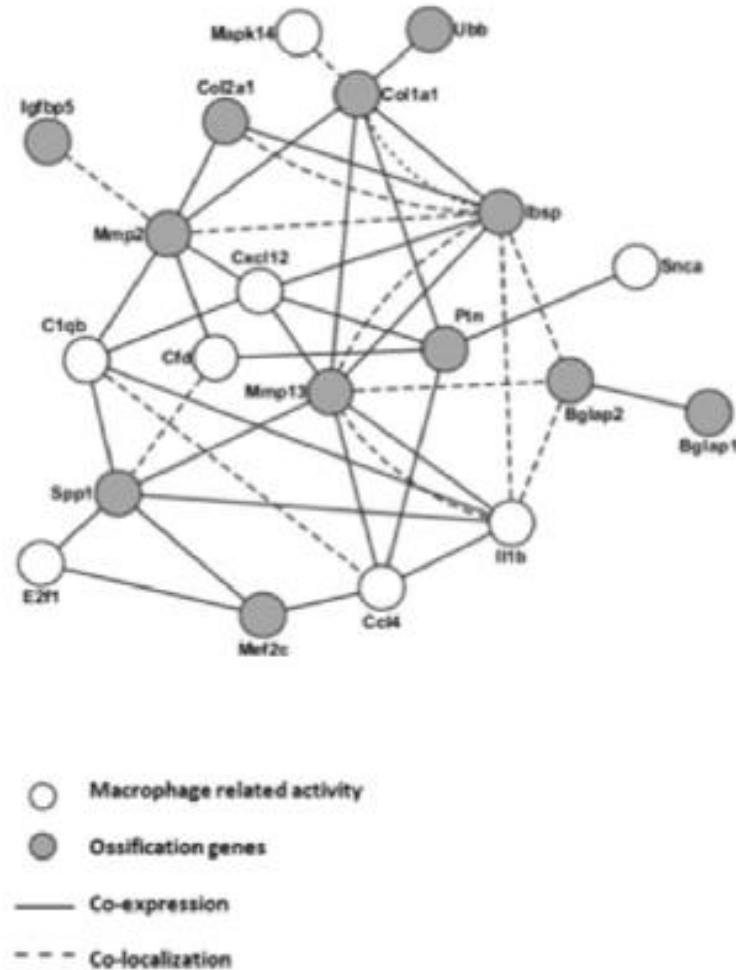 Mapk14
Ubb
Col2a1
Col1a1
Igfbp5
Ibsp
Mmp2
Cxcl12
Snca
Ptn
C1qb
Cfd
Mmp13
Bglap2
Bglap1
Spp1
Il1b
E2f1
Ccl4
Mef2c
Macrophage related activity
Ossification genes
Co-expression
Co-localization